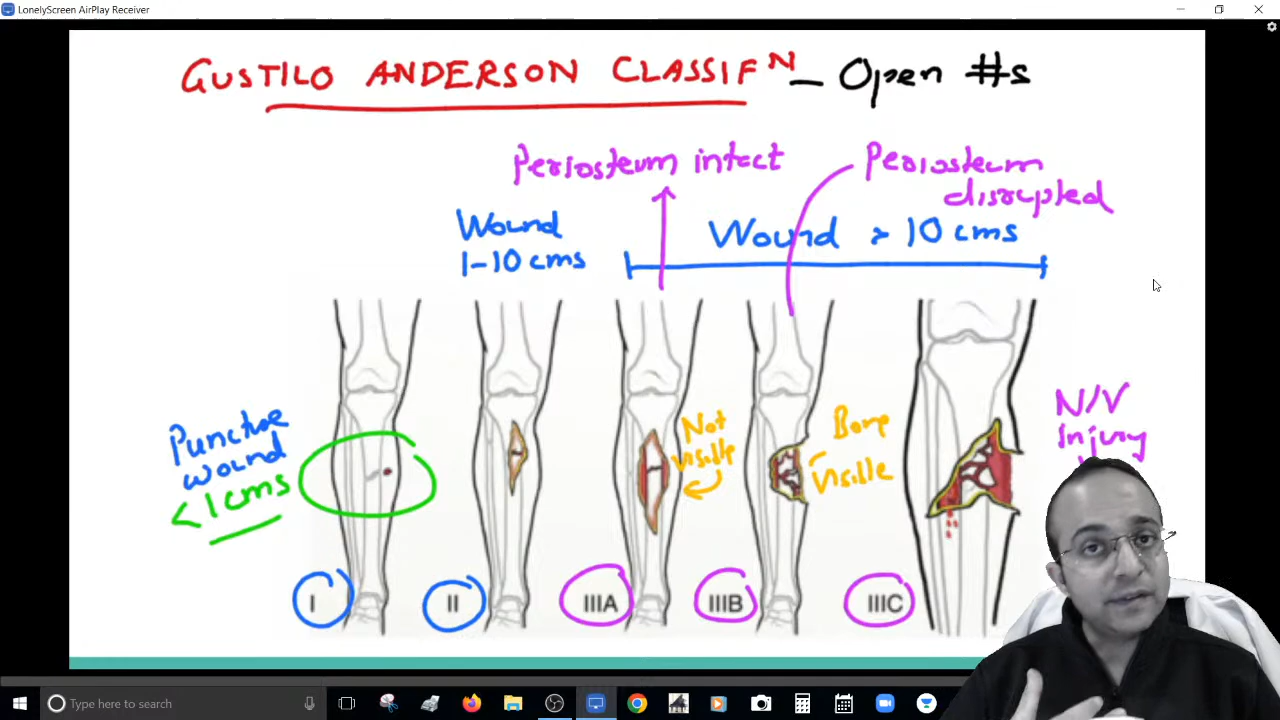 LonelyScreen AirPlay Receiver
GUSTILO ANDERSON CLASSIFN – Open #s
Periosteum intact
Periosteum
disrupted
Wound
1-10 cms
Wound > 10 cms
Puncture
wound
<1cms
Not
visible
Bone
visible
N/V
injury
I
II
IIIA
IIIB
IIIC
Type here to search